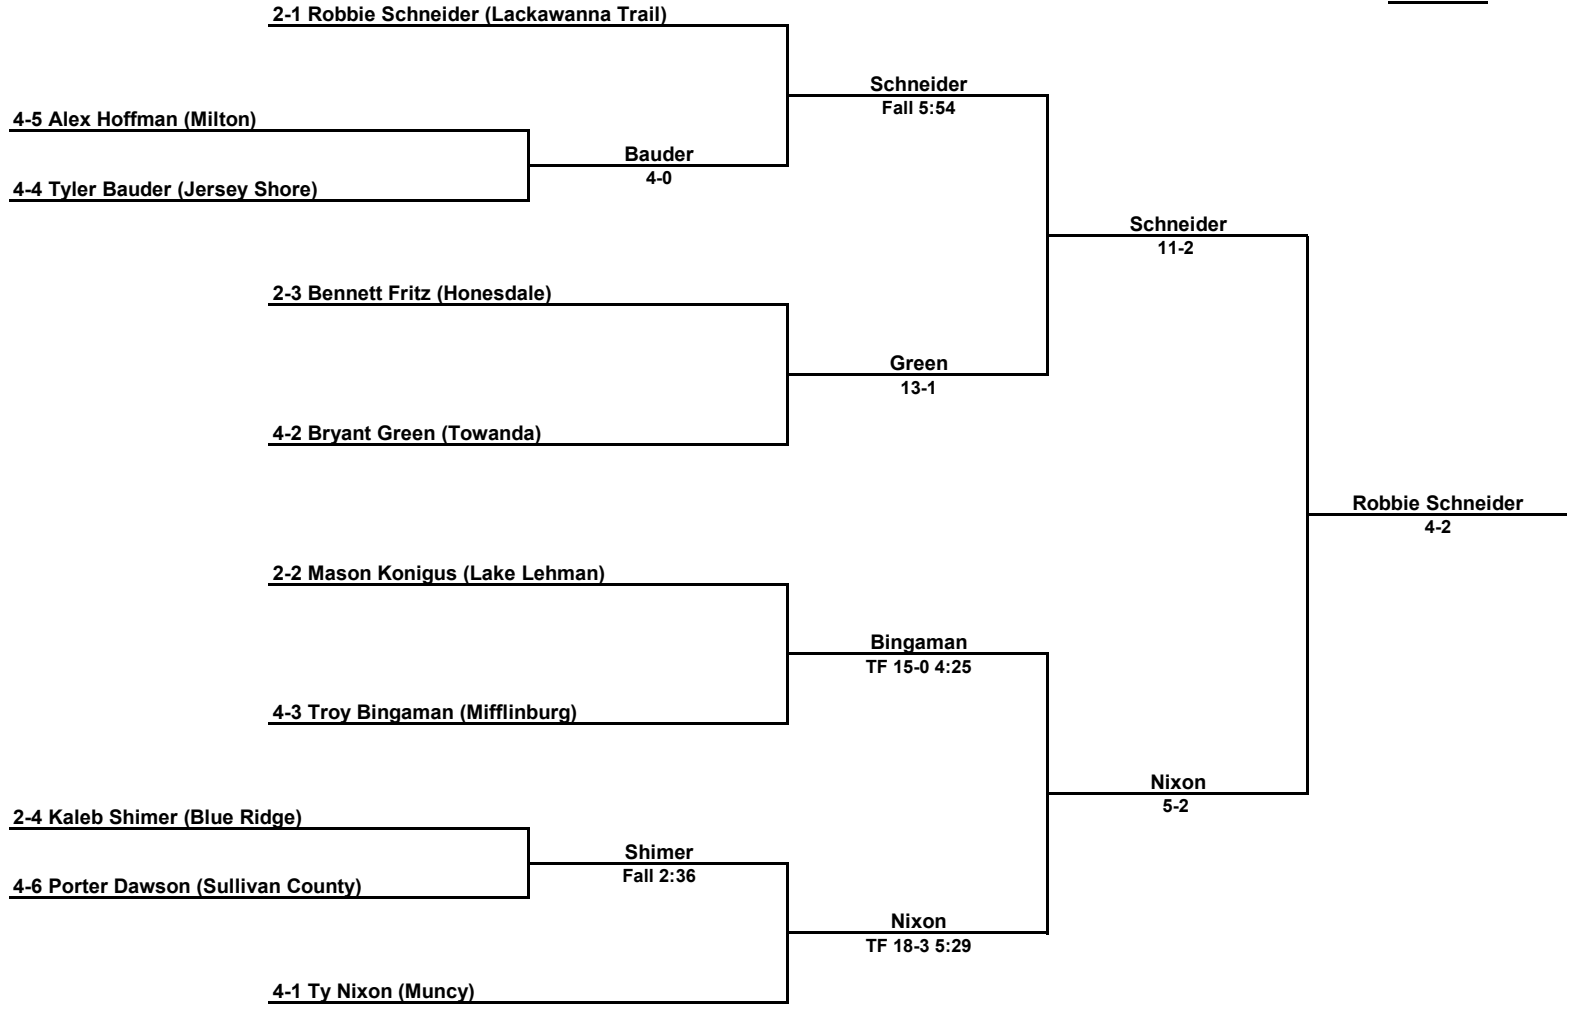 2-1 Robbie Schneider (Lackawanna Trail)
Schneider
Fall 5:54
4-5 Alex Hoffman (Milton)
Bauder
4-0
4-4 Tyler Bauder (Jersey Shore)
Schneider
11-2
2-3 Bennett Fritz (Honesdale)
Green
13-1
4-2 Bryant Green (Towanda)
Robbie Schneider
4-2
2-2 Mason Konigus (Lake Lehman)
Bingaman
TF 15-0 4:25
4-3 Troy Bingaman (Mifflinburg)
Nixon
5-2
2-4 Kaleb Shimer (Blue Ridge)
Shimer
Fall 2:36
4-6 Porter Dawson (Sullivan County)
Nixon
TF 18-3 5:29
4-1 Ty Nixon (Muncy)